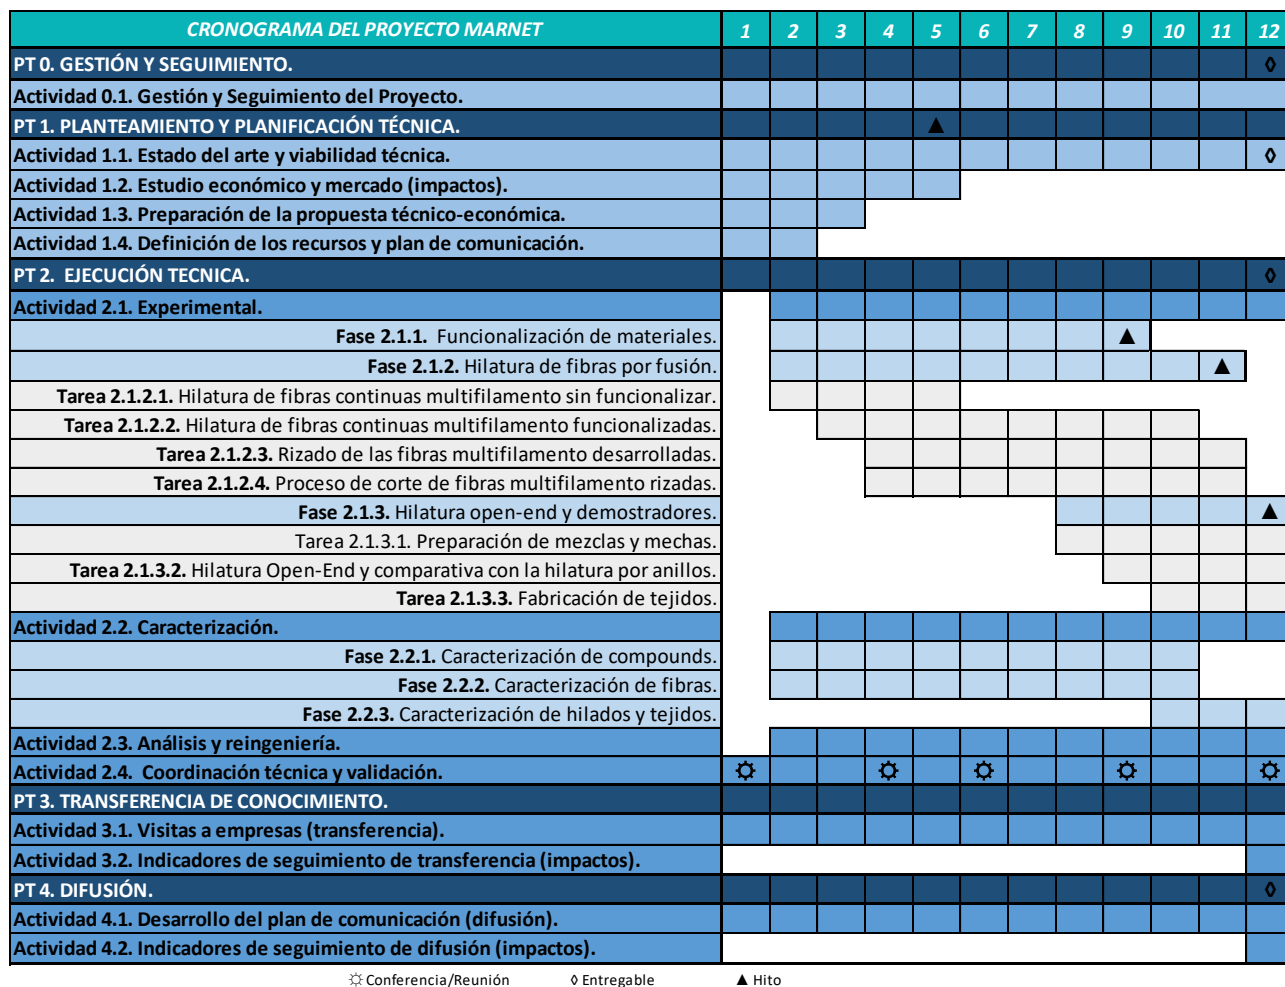 CRONOGRAMA DEL PROYECTO MARNET 1 2 3 4 5 6 7 8 9 10 11 12
PT 0. GESTIÓN Y SEGUIMIENTO. ◊
Actividad 0.1. Gestión y Seguimiento del Proyecto.
PT 1. PLANTEAMIENTO Y PLANIFICACIÓN TÉCNICA. ▲
Actividad 1.1. Estado del arte y viabilidad técnica. ◊
Actividad 1.2. Estudio económico y mercado (impactos).
Actividad 1.3. Preparación de la propuesta técnico-económica.
Actividad 1.4. Definición de los recursos y plan de comunicación.
PT 2. EJECUCIÓN TECNICA. ◊
Actividad 2.1. Experimental.
Fase 2.1.1. Funcionalización de materiales. ▲
Fase 2.1.2. Hilatura de fibras por fusión. ▲
Tarea 2.1.2.1. Hilatura de fibras continuas multifilamento sin funcionalizar.
Tarea 2.1.2.2. Hilatura de fibras continuas multifilamento funcionalizadas.
Tarea 2.1.2.3. Rizado de las fibras multifilamento desarrolladas.
Tarea 2.1.2.4. Proceso de corte de fibras multifilamento rizadas.
Fase 2.1.3. Hilatura open-end y demostradores. ▲
Tarea 2.1.3.1. Preparación de mezclas y mechas.
Tarea 2.1.3.2. Hilatura Open-End y comparativa con la hilatura por anillos.
Tarea 2.1.3.3. Fabricación de tejidos.
Actividad 2.2. Caracterización.
Fase 2.2.1. Caracterización de compounds.
Fase 2.2.2. Caracterización de fibras.
Fase 2.2.3. Caracterización de hilados y tejidos.
Actividad 2.3. Análisis y reingeniería.
Actividad 2.4. Coordinación técnica y validación. ☼ ☼ ☼ ☼ ☼
PT 3. TRANSFERENCIA DE CONOCIMIENTO.
Actividad 3.1. Visitas a empresas (transferencia).
Actividad 3.2. Indicadores de seguimiento de transferencia (impactos).
PT 4. DIFUSIÓN. ◊
Actividad 4.1. Desarrollo del plan de comunicación (difusión).
Actividad 4.2. Indicadores de seguimiento de difusión (impactos).
☼ Conferencia/Reunión ◊ Entregable ▲ Hito